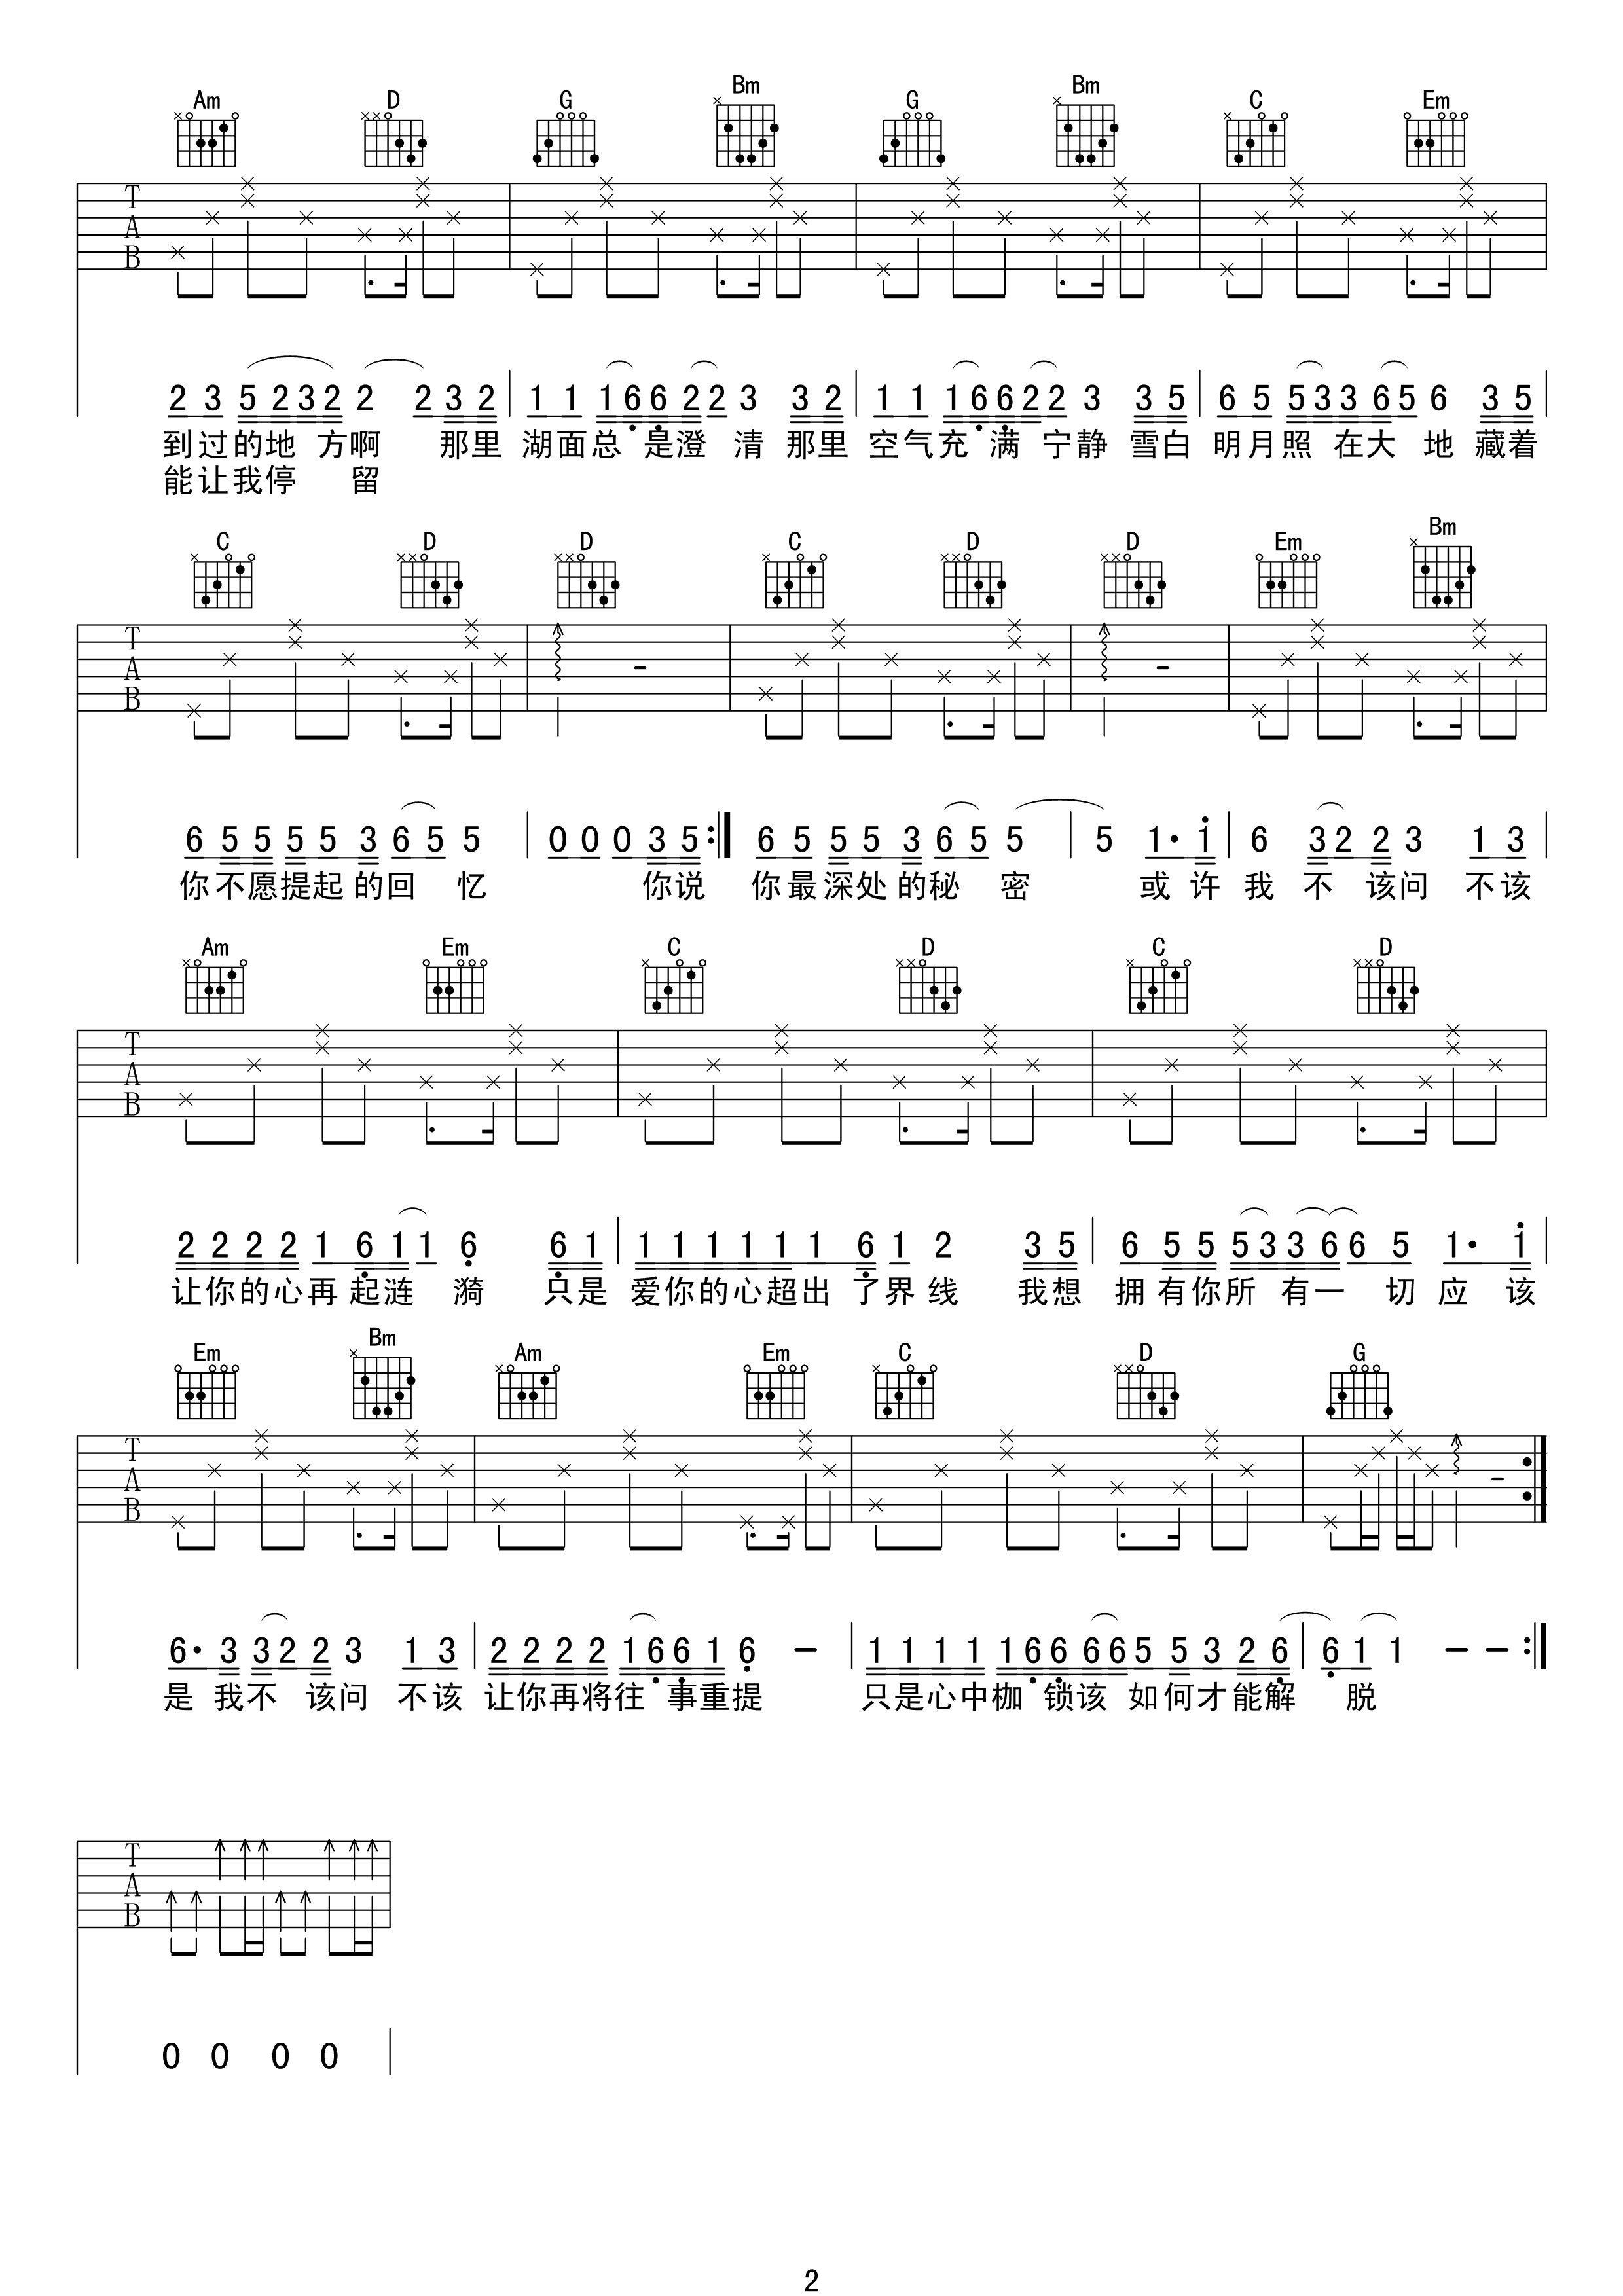 Am D G Bm G Bm C Em
T
A
B
2 3 5 2 3 2 2 2 3 2 1 1 1 6 6 2 2 3 3 2 1 1 1 6 6 2 2 3 3 5 6 5 5 3 3 6 5 6 3 5
到过的地 方啊 那里 湖面总 是澄 清 那里 空气充 满 宁静 雪白 明月照 在大 地 藏着
能让我停 留
C D D C D D Em Bm
T
A
B
6 5 5 5 5 3 6 5 5 0 0 0 3 5 6 5 5 5 3 6 5 5 5 1· 1 6 3 2 2 3 1 3
你 不愿提起 的回 忆 你说 你最深处 的秘 密 或 许 我 不 该问 不该
Am Em C D C D
T
A
B
2 2 2 2 1 6 1 1 6 6 1 1 1 1 1 1 1 6 1 2 3 5 6 5 5 5 3 3 6 6 5 1· 1
让你的心再 起涟 漪 只是 爱你的心超出 了界 线 我想 拥 有你所 有一 切 应 该
Em Bm Am Em C D G
T
A
B
6· 3 3 2 2 3 1 3 2 2 2 2 1 6 6 1 6 – 1 1 1 1 1 6 6 6 6 5 5 3 2 6 6 1 1 – –
是 我不 该问 不该 让你再将往 事重提 只是心中枷 锁该 如何才能解 脱
T
A
B
0 0 0 0
2